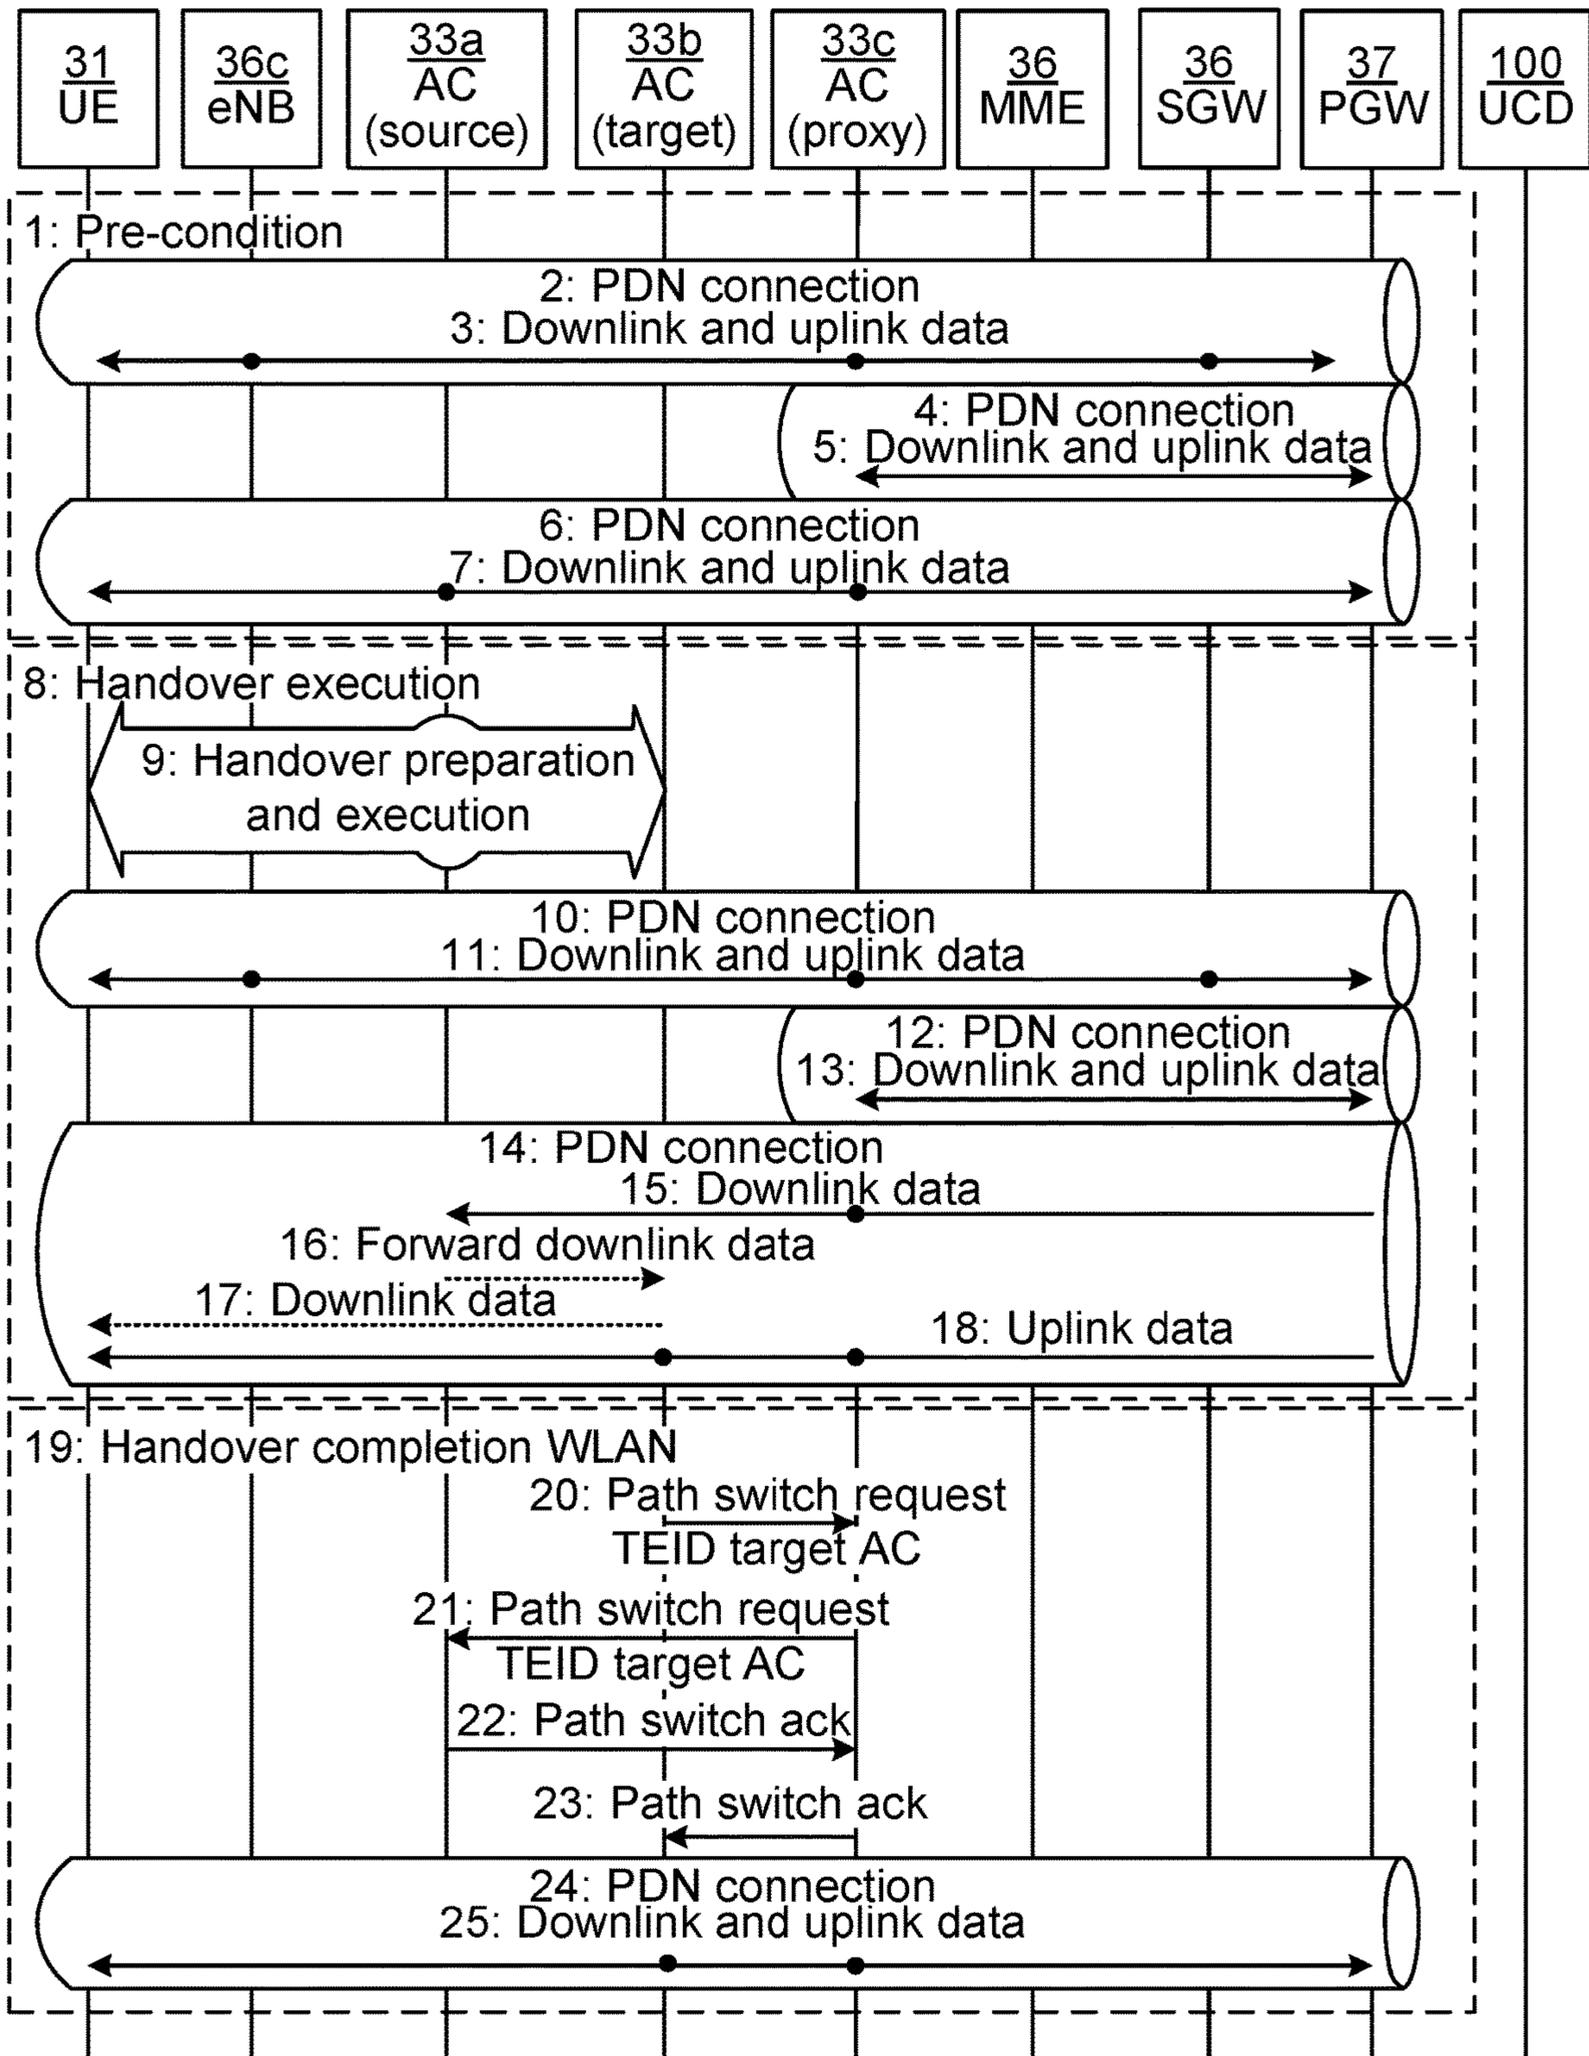 31
UE
36c
eNB
33a
AC
(source)
33b
AC
(target)
33c
AC
(proxy)
36
MME
36
SGW
37
PGW
100
UCD
1: Pre-condition
2: PDN connection
3: Downlink and uplink data
4: PDN connection
5: Downlink and uplink data
6: PDN connection
7: Downlink and uplink data
8: Handover execution
9: Handover preparation
and execution
10: PDN connection
11: Downlink and uplink data
12: PDN connection
13: Downlink and uplink data
14: PDN connection
15: Downlink data
16: Forward downlink data
17: Downlink data
18: Uplink data
19: Handover completion WLAN
20: Path switch request
TEID target AC
21: Path switch request
TEID target AC
22: Path switch ack
23: Path switch ack
24: PDN connection
25: Downlink and uplink data